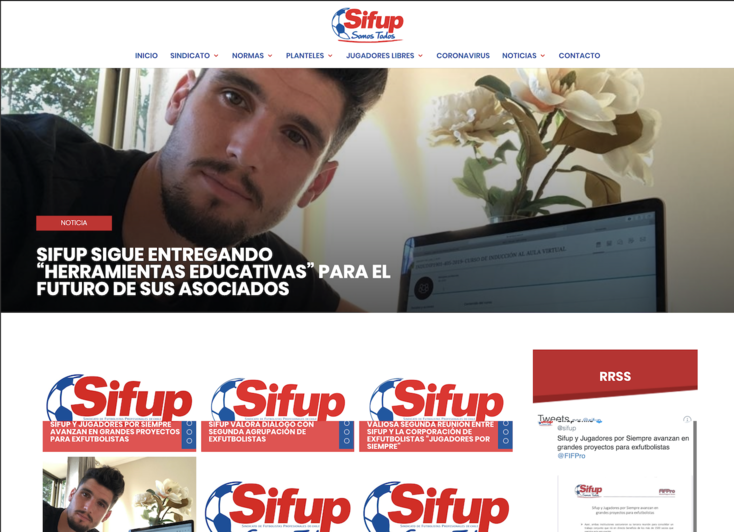 Sifup
Somos Todos
INICIO SINDICATO NORMAS PLANTELES JUGADORES LIBRES CORONAVIRUS NOTICIAS CONTACTO
NOTICIA
SIFUP SIGUE ENTREGANDO
“HERRAMIENTAS EDUCATIVAS” PARA EL
FUTURO DE SUS ASOCIADOS
RRSS
Sifup
SIFUP Y JUGADORES POR SIEMPRE
AVANZAN EN GRANDES PROYECTOS
PARA EXFUTBOLISTAS
Sifup
SIFUP VALORA DIÁLOGO CON
SEGUNDA AGRUPACIÓN DE
EXFUTBOLISTAS
Sifup
VALIOSA SEGUNDA REUNIÓN ENTRE
SIFUP Y LA CORPORACIÓN DE
EXFUTBOLISTAS "JUGADORES POR
SIEMPRE"
Tweets
@sifup
Sifup y Jugadores por Siempre avanzan en
grandes proyectos para exfutbolistas
@FIFPro
Sifup
Sifup
Sifup